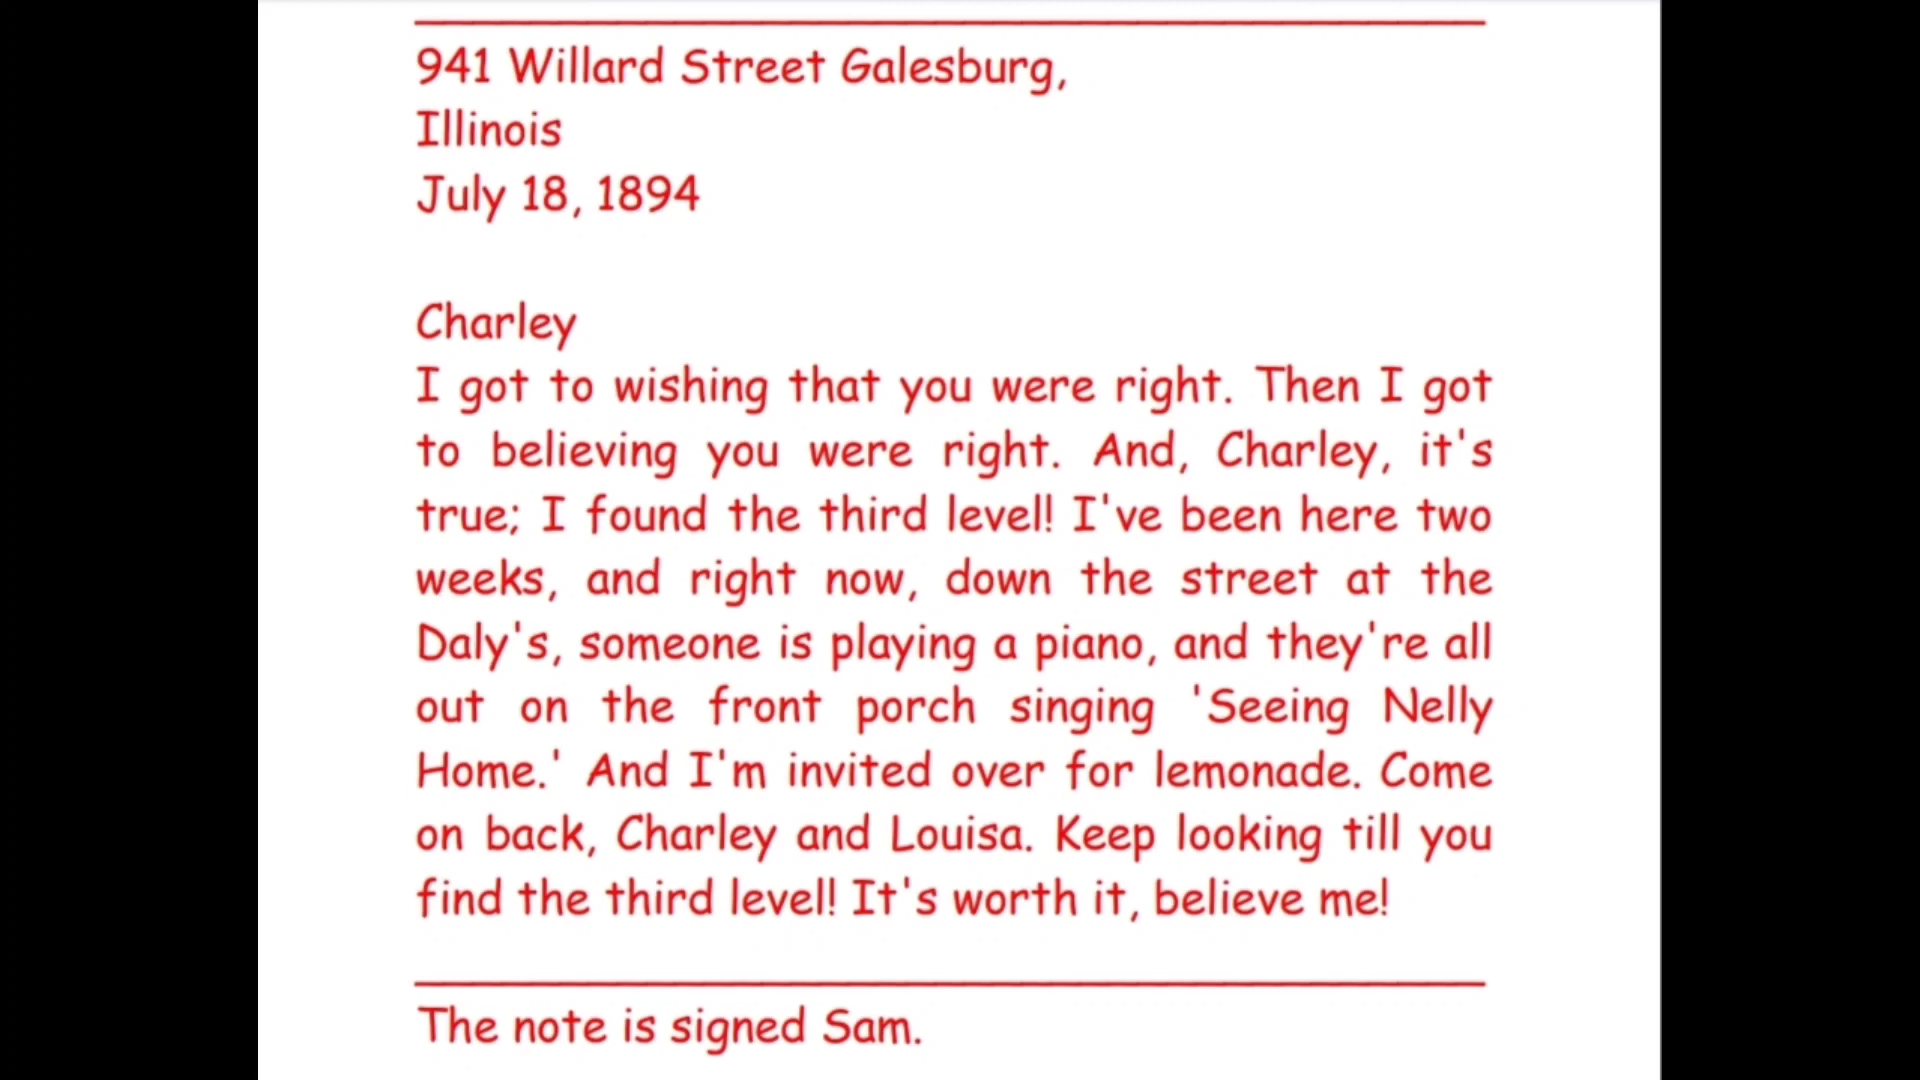 941 Willard Street Galesburg,
Illinois
July 18, 1894
Charley
I got to wishing that you were right. Then I got
to believing you were right. And, Charley, it's
true; I found the third level! I've been here two
weeks, and right now, down the street at the
Daly's, someone is playing a piano, and they're all
out on the front porch singing 'Seeing Nelly
Home.' And I'm invited over for lemonade. Come
on back, Charley and Louisa. Keep looking till you
find the third level! It's worth it, believe me!
The note is signed Sam.